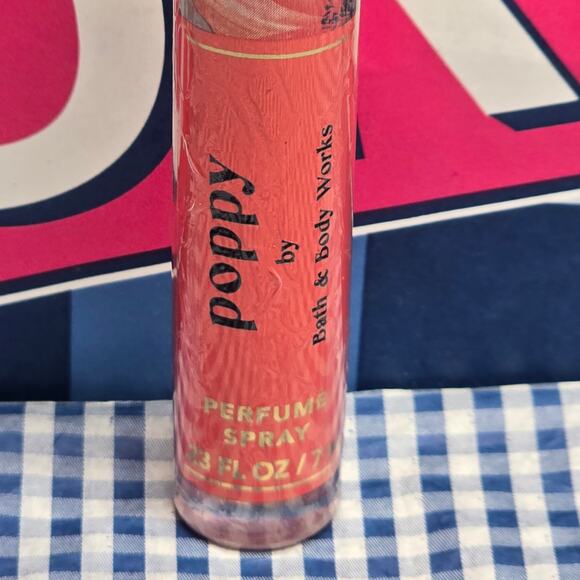 poppy
by
Bath & Body Works
PERFUME
SPRAY
3 FL OZ / 7